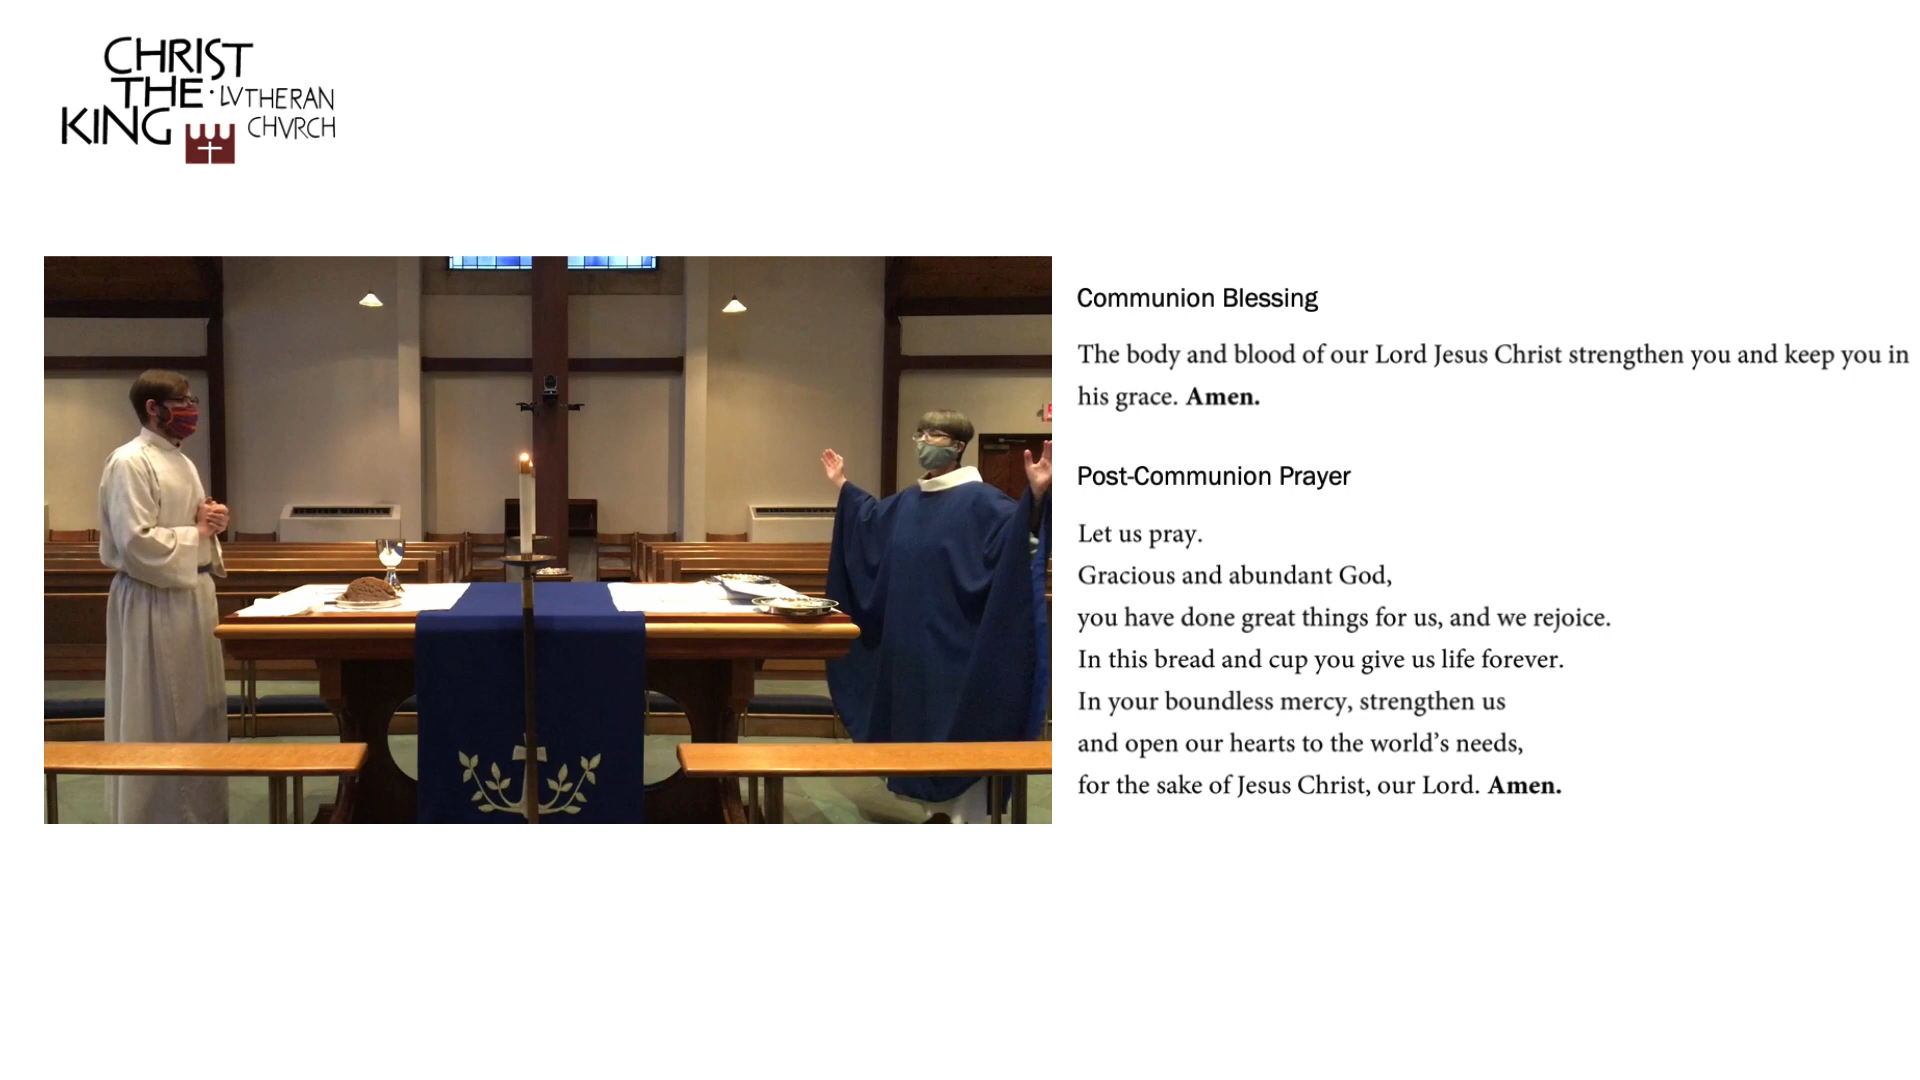 CHRIST
THE · LVTHERAN
KING CHVRCH
Communion Blessing
The body and blood of our Lord Jesus Christ strengthen you and keep you in
his grace. Amen.
Post-Communion Prayer
Let us pray.
Gracious and abundant God,
you have done great things for us, and we rejoice.
In this bread and cup you give us life forever.
In your boundless mercy, strengthen us
and open our hearts to the world’s needs,
for the sake of Jesus Christ, our Lord. Amen.